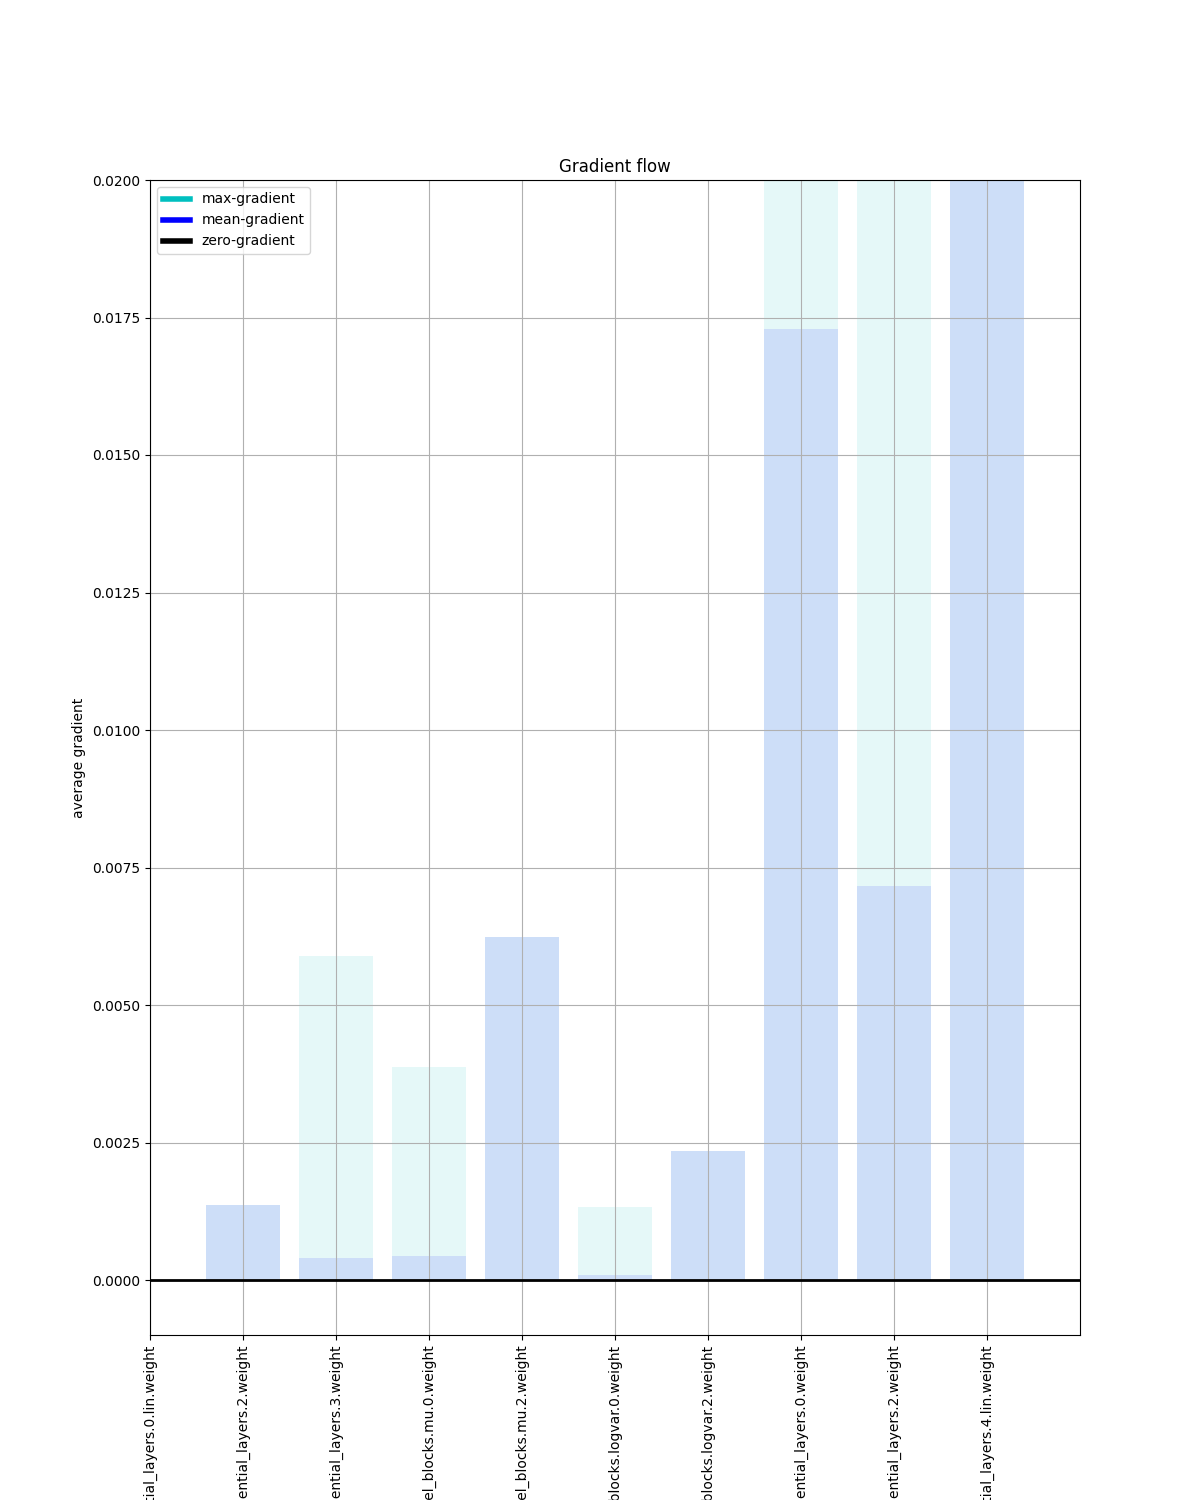 Gradient flow
max-gradient
mean-gradient
zero-gradient
0.0200
0.0175
0.0150
0.0125
0.0100
0.0075
0.0050
0.0025
0.0000
average gradient
tial_layers.0.lin.weight
ential_layers.2.weight
ential_layers.3.weight
el_blocks.mu.0.weight
el_blocks.mu.2.weight
blocks.logvar.0.weight
blocks.logvar.2.weight
ential_layers.0.weight
ential_layers.2.weight
tial_layers.4.lin.weight